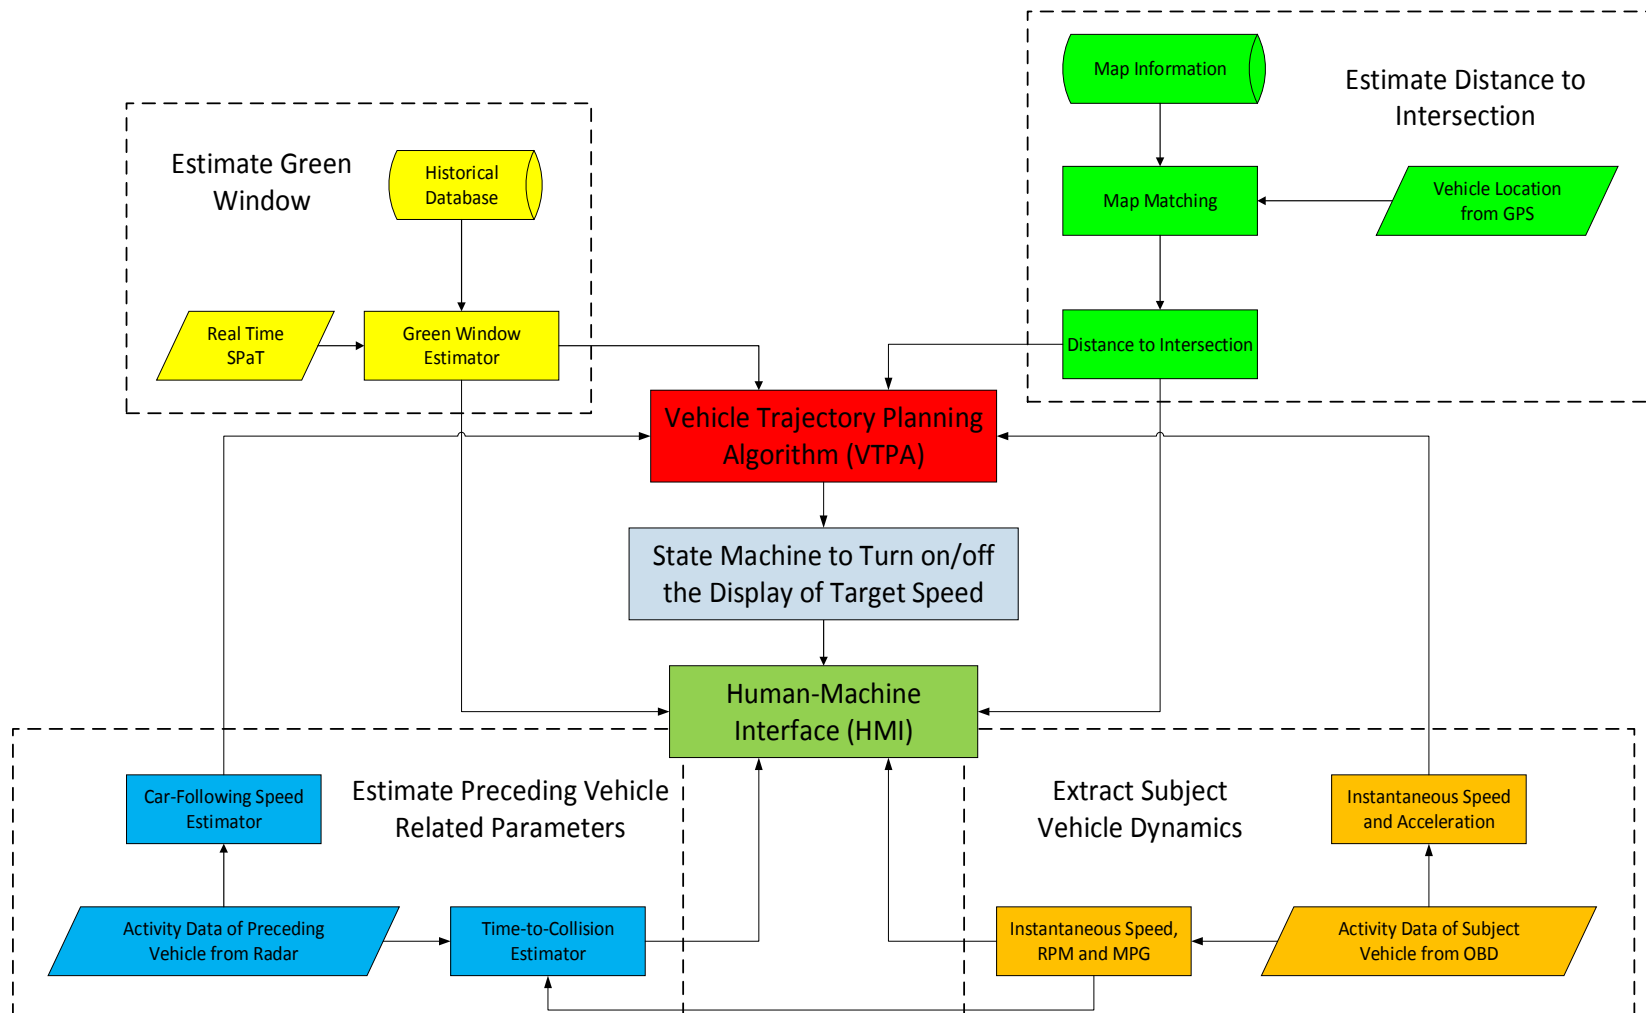 Map Information
Estimate Distance to
Intersection
Estimate Green
Window
Historical
Database
Map Matching
Vehicle Location
from GPS
Real Time
SPaT
Green Window
Estimator
Distance to Intersection
Vehicle Trajectory Planning
Algorithm (VTPA)
State Machine to Turn on/off
the Display of Target Speed
Human-Machine
Interface (HMI)
Car-Following Speed
Estimator
Estimate Preceding Vehicle
Related Parameters
Extract Subject
Vehicle Dynamics
Instantaneous Speed
and Acceleration
Activity Data of Preceding
Vehicle from Radar
Time-to-Collision
Estimator
Instantaneous Speed,
RPM and MPG
Activity Data of Subject
Vehicle from OBD